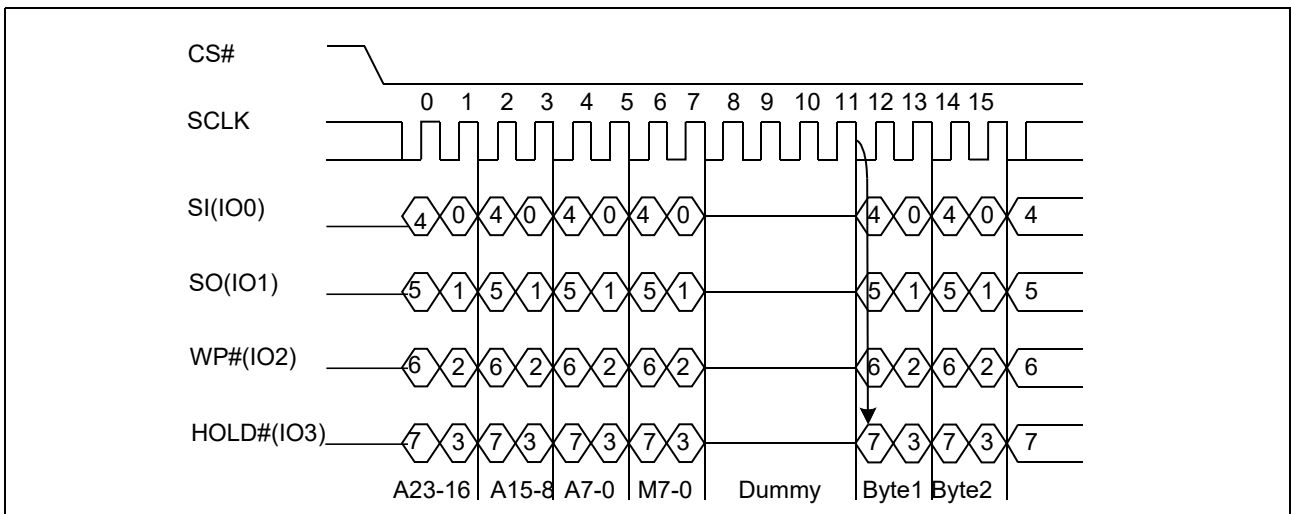 CS#
0 1 2 3 4 5 6 7 8 9 10 11 12 13 14 15
SCLK
SI(IO0) 4 0 4 0 4 0 4 0 4 0 4 0 4
SO(IO1) 5 1 5 1 5 1 5 1 5 1 5 1 5
WP#(IO2) 6 2 6 2 6 2 6 2 6 2 6 2 6
HOLD#(IO3) 7 3 7 3 7 3 7 3 7 3 7 3 7
A23-16 A15-8 A7-0 M7-0 Dummy Byte1 Byte2